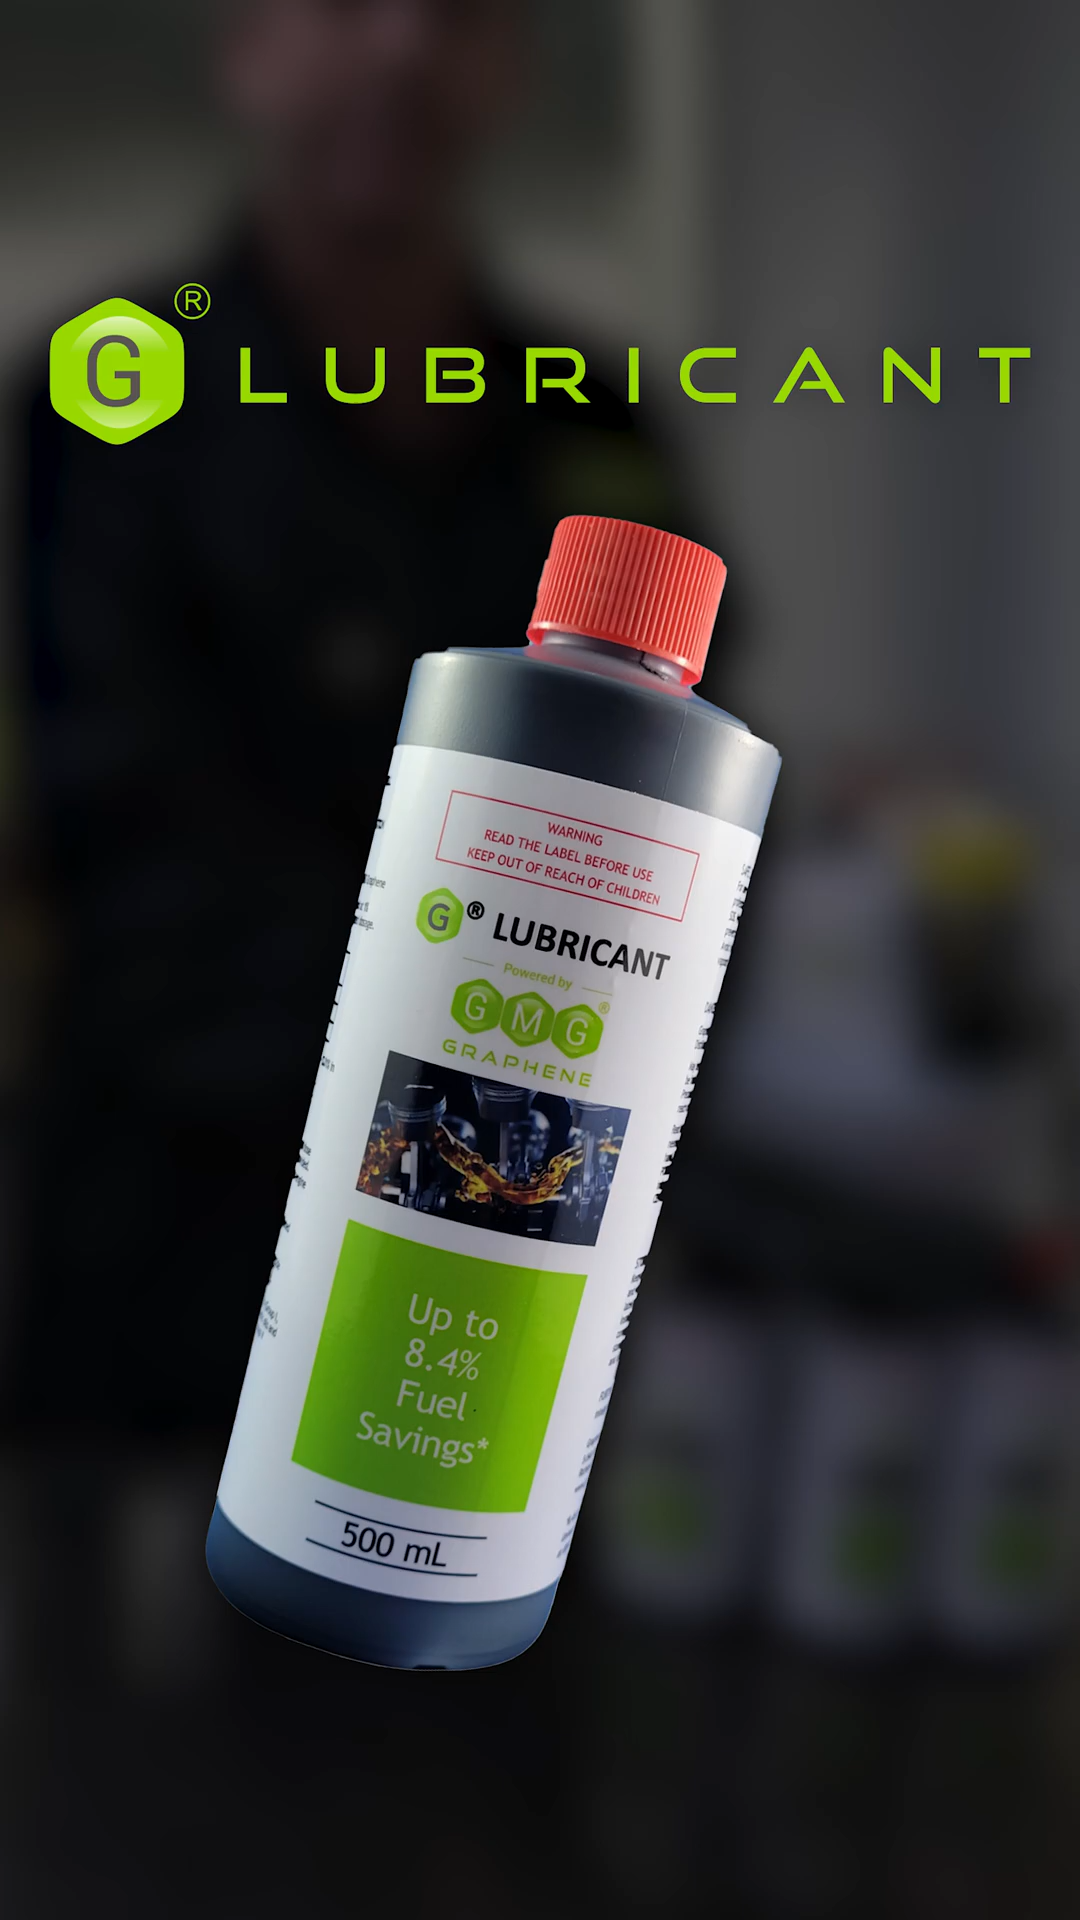 G® LUBRICANT
WARNING
READ THE LABEL BEFORE USE
KEEP OUT OF REACH OF CHILDREN
G® LUBRICANT
Powered by
GMG®
GRAPHENE
Up to
8.4%
Fuel
Savings*
500 mL